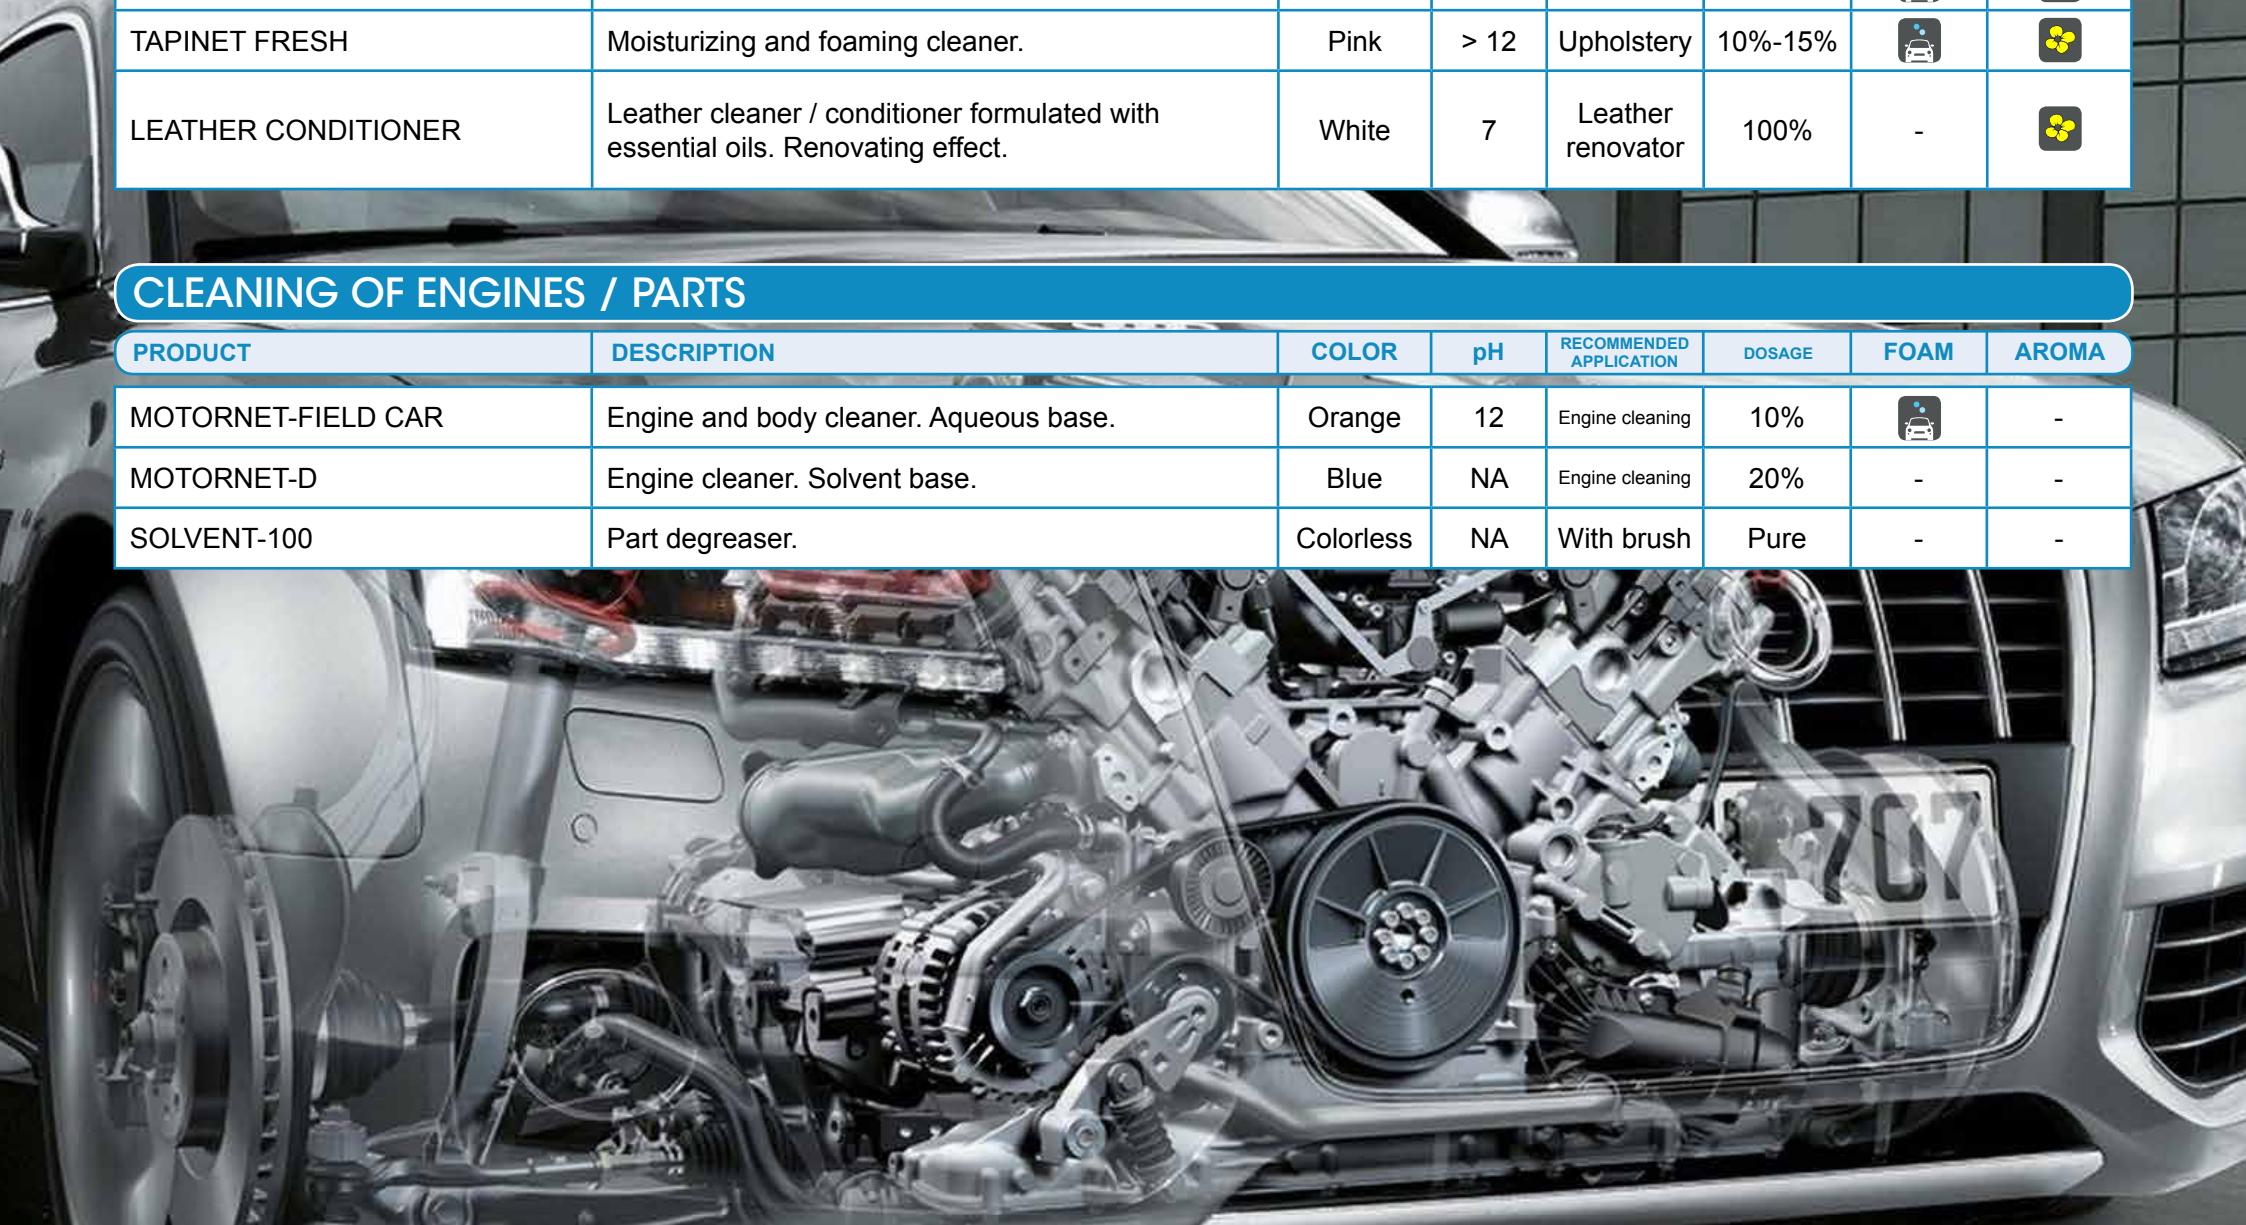 TAPINET FRESH Moisturizing and foaming cleaner. Pink > 12 Upholstery 10%-15%
LEATHER CONDITIONER Leather cleaner / conditioner formulated with essential oils. Renovating effect. White 7 Leather renovator 100% -
CLEANING OF ENGINES / PARTS
PRODUCT DESCRIPTION COLOR pH RECOMMENDED APPLICATION DOSAGE FOAM AROMA
MOTORNET-FIELD CAR Engine and body cleaner. Aqueous base. Orange 12 Engine cleaning 10% -
MOTORNET-D Engine cleaner. Solvent base. Blue NA Engine cleaning 20% - -
SOLVENT-100 Part degreaser. Colorless NA With brush Pure - -
707